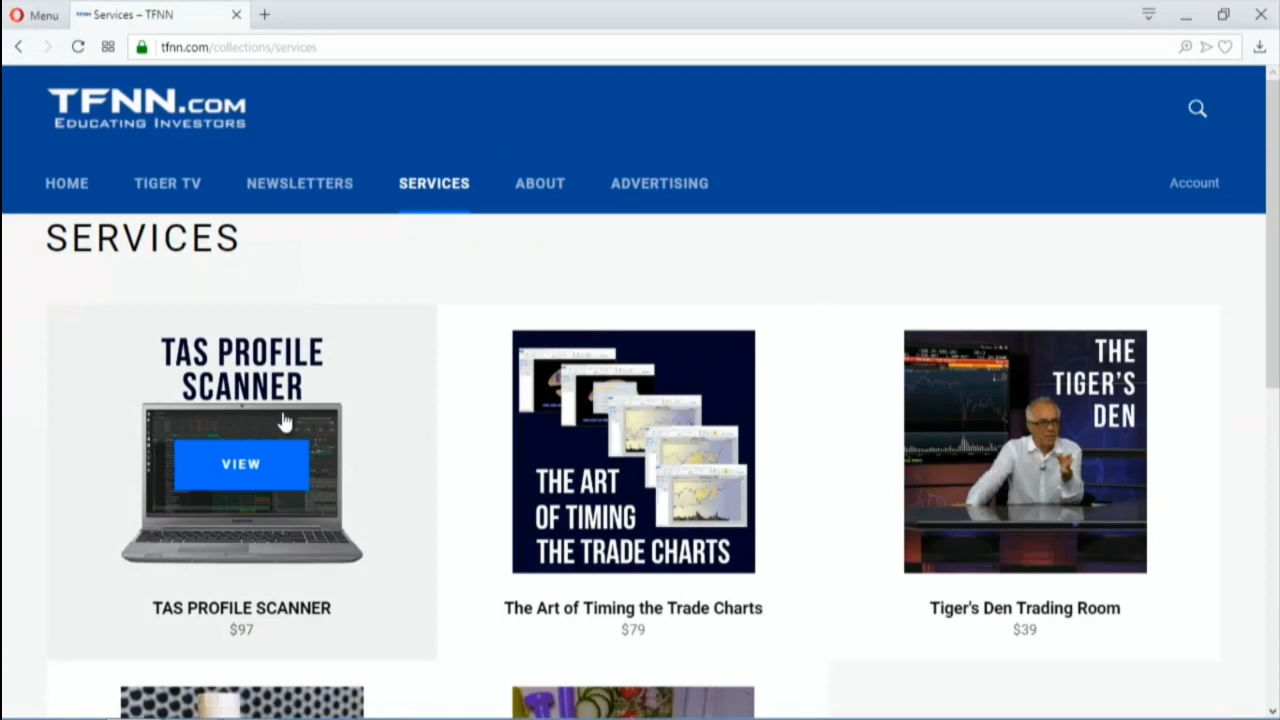 Menu
Services – TFNN
tfnn.com/collections/services
TFNN.COM
EDUCATING INVESTORS
HOME
TIGER TV
NEWSLETTERS
SERVICES
ABOUT
ADVERTISING
Account
SERVICES
TAS PROFILE
SCANNER
VIEW
TAS PROFILE SCANNER
$97
THE ART
OF TIMING
THE TRADE CHARTS
The Art of Timing the Trade Charts
$79
THE
TIGER'S
DEN
Tiger's Den Trading Room
$39